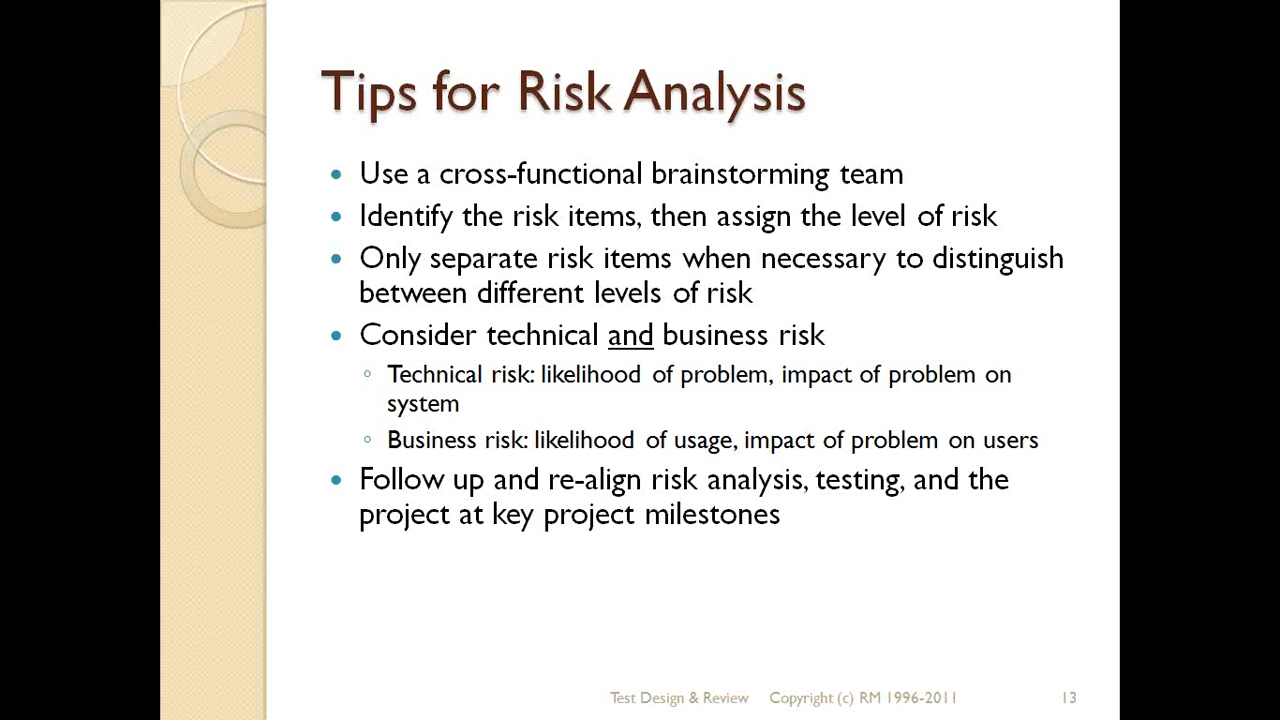 Tips for Risk Analysis
• Use a cross-functional brainstorming team
• Identify the risk items, then assign the level of risk
• Only separate risk items when necessary to distinguish
between different levels of risk
• Consider technical and business risk
◦ Technical risk: likelihood of problem, impact of problem on
system
◦ Business risk: likelihood of usage, impact of problem on users
• Follow up and re-align risk analysis, testing, and the
project at key project milestones
Test Design & Review Copyright (c) RM 1996-2011 13